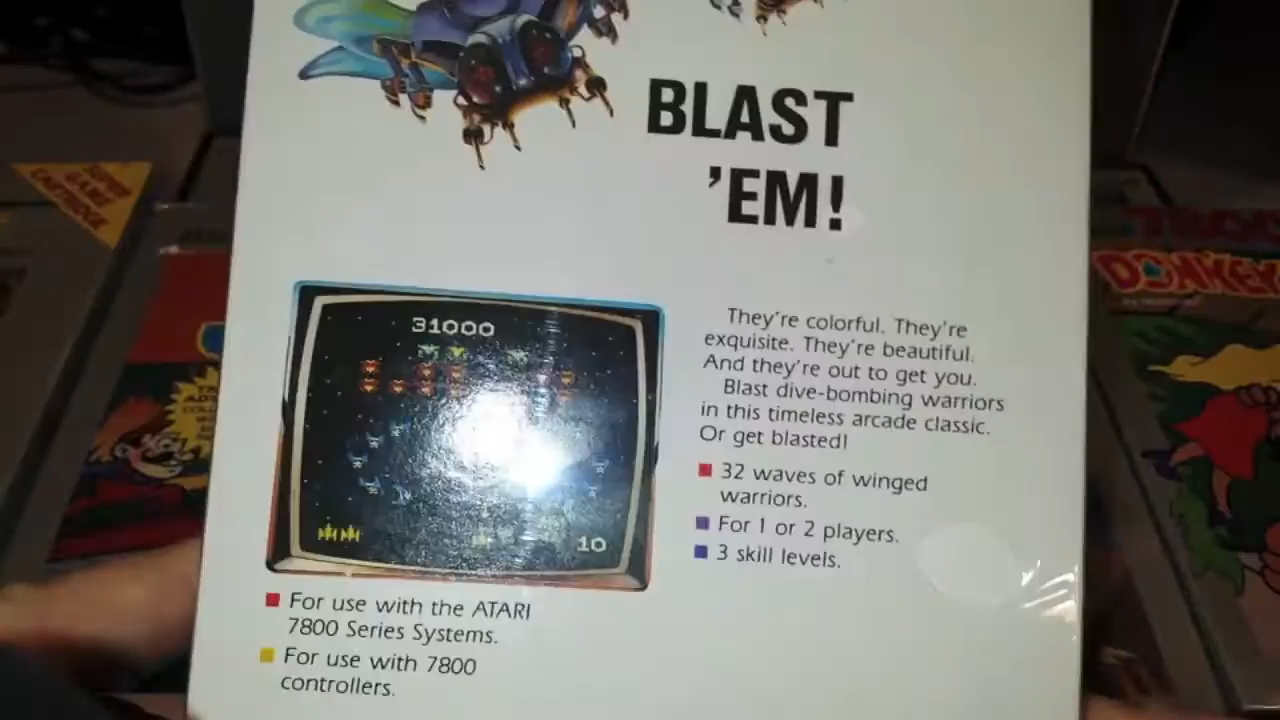 BLAST
'EM!
SUPER
GAME
CARTRIDGE
DONKEY
31000
10
They're colorful. They're
exquisite. They're beautiful.
And they're out to get you.
Blast dive-bombing warriors
in this timeless arcade classic.
Or get blasted!
32 waves of winged
warriors.
For 1 or 2 players.
3 skill levels.
For use with the ATARI
7800 Series Systems.
For use with 7800
controllers.